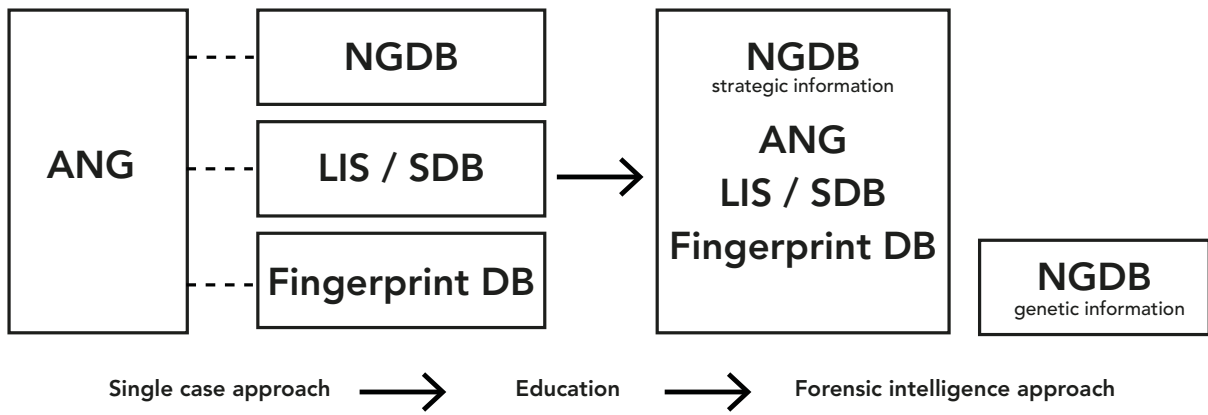 ANG
NGDB
LIS / SDB
Fingerprint DB
NGDB
strategic information
ANG
LIS / SDB
Fingerprint DB
NGDB
genetic information
Single case approach
Education
Forensic intelligence approach